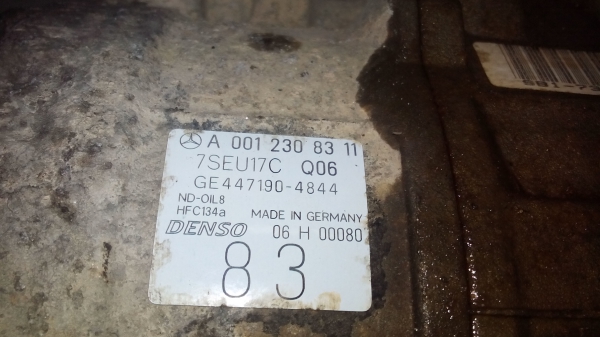 A 001 230 83 11
7SEU17C Q06
GE447190-4844
ND-OIL8
HFC134a MADE IN GERMANY
DENSO 06 H 00080
83